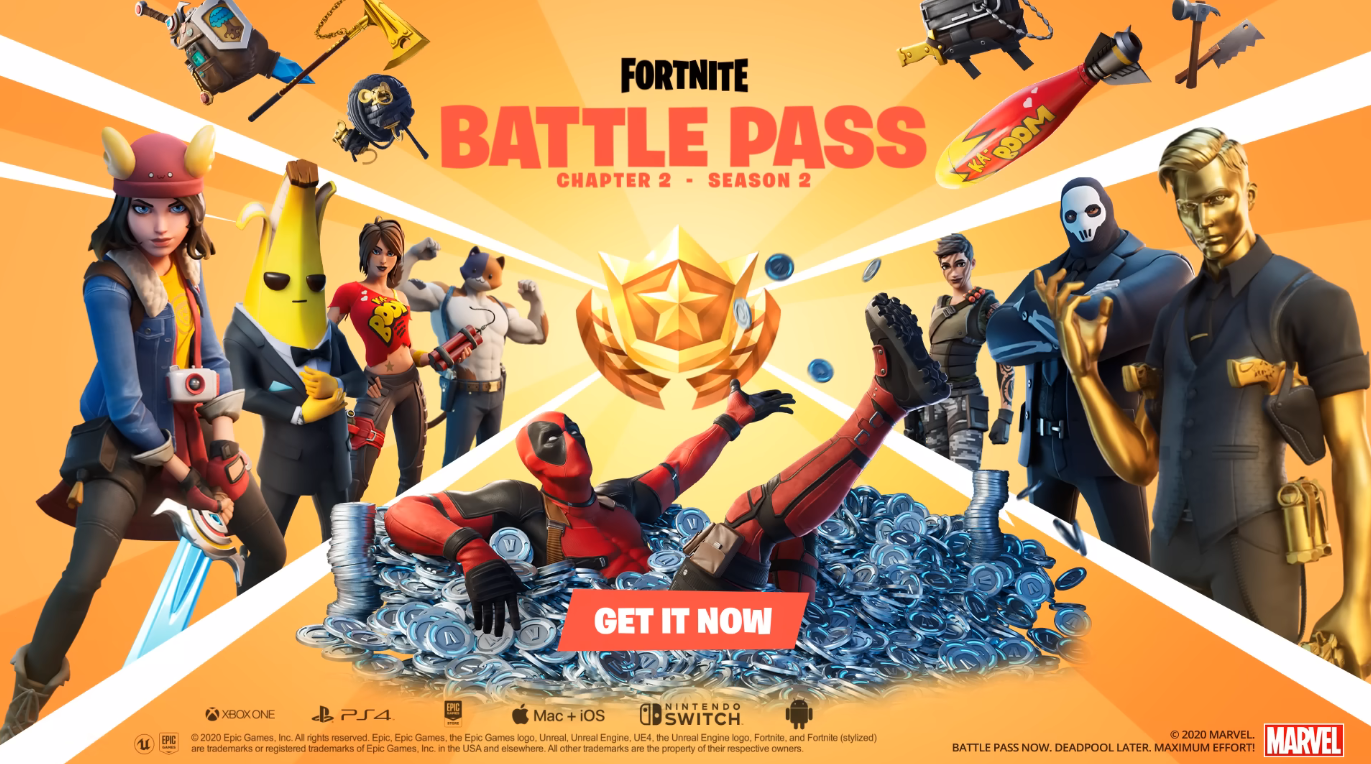 FORTNITE
BATTLE PASS
CHAPTER 2 - SEASON 2
KA-
BOOM
KA-
BOOM
GET IT NOW
XBOX ONE
PS4
EPIC GAMES STORE
Mac + iOS
NINTENDO
SWITCH
EPIC GAMES
© 2020 Epic Games, Inc. All rights reserved. Epic, Epic Games, the Epic Games logo, Unreal, Unreal Engine, UE4, the Unreal Engine logo, Fortnite, and Fortnite (stylized)
are trademarks or registered trademarks of Epic Games, Inc. in the USA and elsewhere. All other trademarks are the property of their respective owners.
© 2020 MARVEL.
BATTLE PASS NOW. DEADPOOL LATER. MAXIMUM EFFORT!
MARVEL